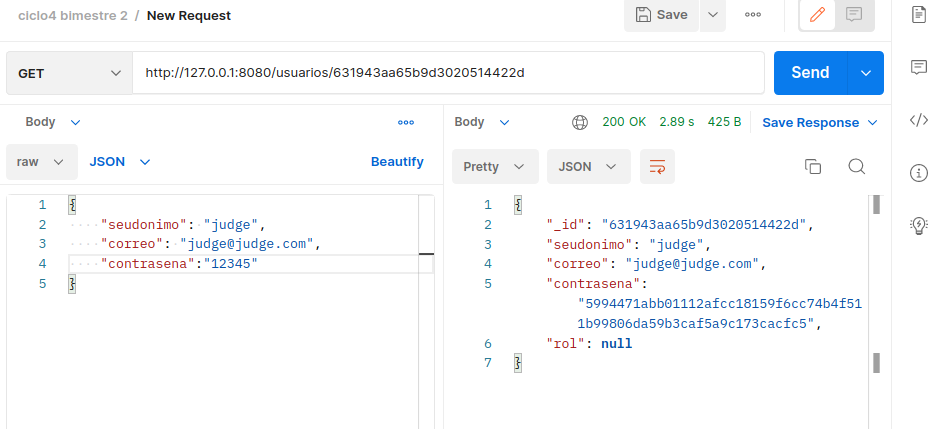 ciclo4 bimestre 2 / New Request
Save
GET
http://127.0.0.1:8080/usuarios/631943aa65b9d3020514422d
Send
Body
raw
JSON
Beautify
1 {
2 "seudonimo": "judge",
3 "correo": "judge@judge.com",
4 "contrasena":"12345"
5 }
Body
200 OK 2.89 s 425 B Save Response
Pretty
JSON
1 {
2 "_id": "631943aa65b9d3020514422d",
3 "seudonimo": "judge",
4 "correo": "judge@judge.com",
5 "contrasena":
"5994471abb01112afcc18159f6cc74b4f51
1b99806da59b3caf5a9c173cacfc5",
6 "rol": null
7 }